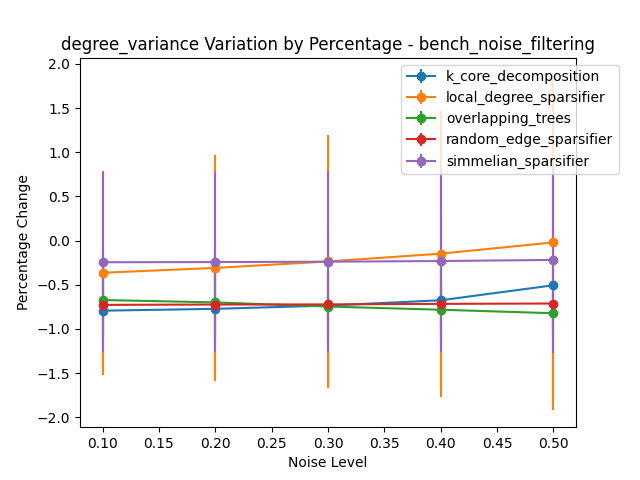 degree_variance Variation by Percentage - bench_noise_filtering
k_core_decomposition
local_degree_sparsifier
overlapping_trees
random_edge_sparsifier
simmelian_sparsifier
Percentage Change
2.0
1.5
1.0
0.5
0.0
−0.5
−1.0
−1.5
−2.0
0.10 0.15 0.20 0.25 0.30 0.35 0.40 0.45 0.50
Noise Level